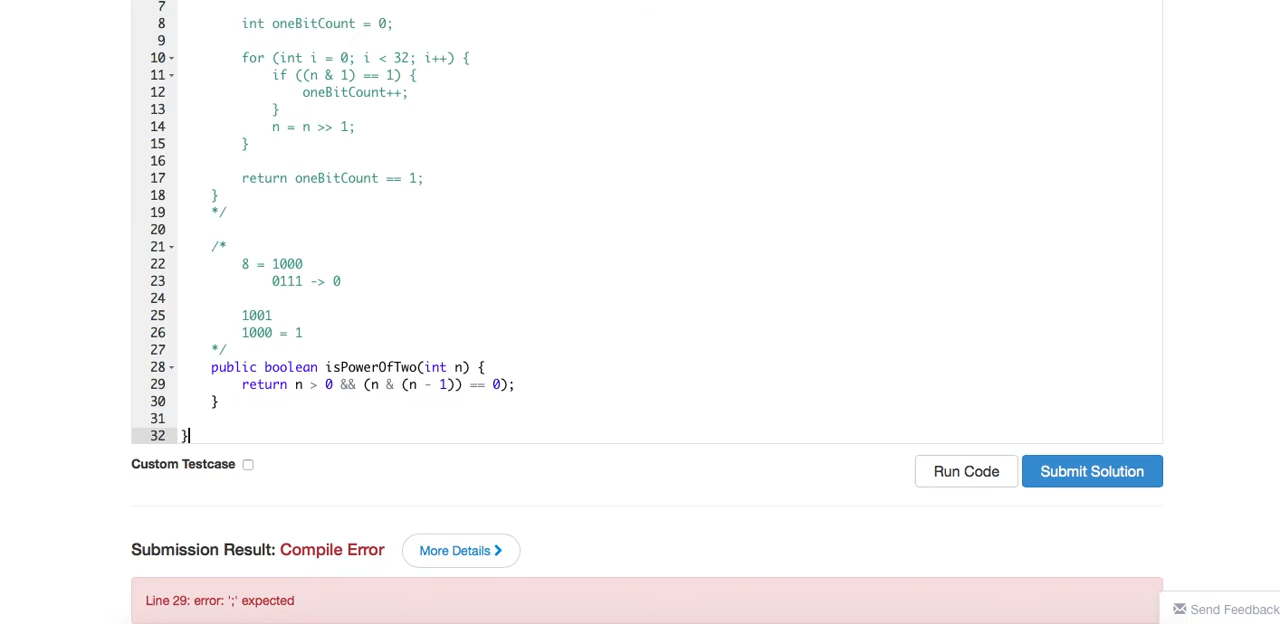 7
8 int oneBitCount = 0;
9
10 for (int i = 0; i < 32; i++) {
11 if ((n & 1) == 1) {
12 oneBitCount++;
13 }
14 n = n >> 1;
15 }
16
17 return oneBitCount == 1;
18 }
19 */
20
21 /*
22 8 = 1000
23 0111 -> 0
24
25 1001
26 1000 = 1
27 */
28 public boolean isPowerOfTwo(int n) {
29 return n > 0 && (n & (n - 1)) == 0);
30 }
31
32 }
Custom Testcase
Run Code
Submit Solution
Submission Result: Compile Error
More Details
Line 29: error: ';' expected
Send Feedback